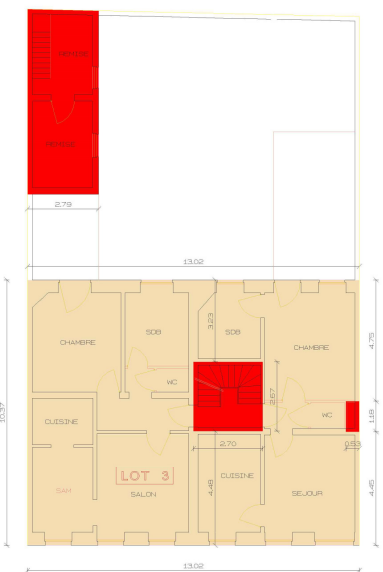 OFFICE
REMISE
2.79
13.02
SDB
3.23
SDB
4.75
CHAMBRE
CHAMBRE
10.37
WC
2.67
CUISINE
WC
1.18
2.70
0.53
LOT 3
CUISINE
4.48
SAM
SALON
SEJOUR
4.45
13.02